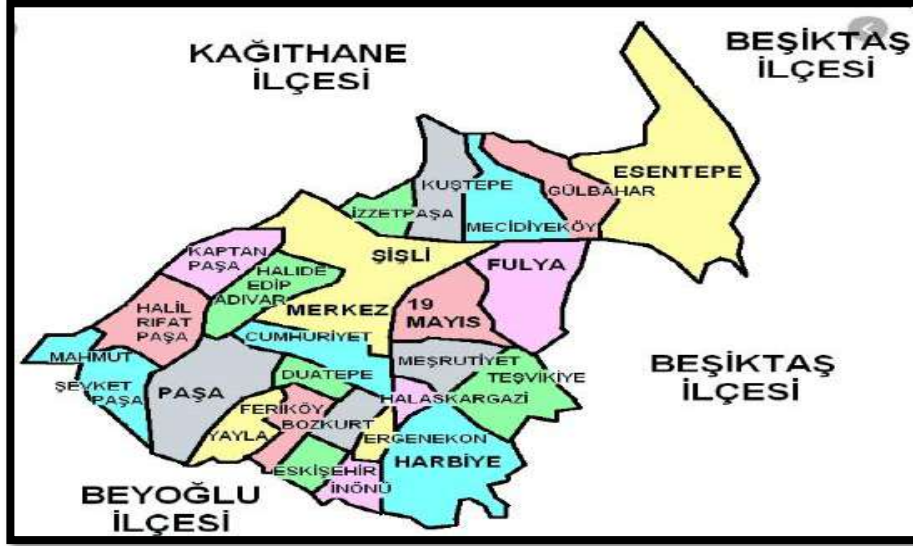 KAĞITHANE
İLÇESİ
BEŞİKTAŞ
İLÇESİ
ESENTEPE
KUŞTEPE
GÜLBAHAR
İZZETPAŞA
MECİDİYEKÖY
KAPTAN
PAŞA
ŞİŞLİ
MERKEZ
FULYA
HALİDE
EDİP
ADIVAR
HALİL
RIFAT
PAŞA
19
MAYIS
CUMHURİYET
MAHMUT
ŞEVKET
PAŞA
MEŞRUTİYET
BEŞİKTAŞ
İLÇESİ
DUATEPE
TEŞVİKİYE
PAŞA
HALASKARGAZİ
FERİKÖY
BOZKURT
YAYLA
ERGENEKON
HARBİYE
ESKİŞEHİR
İNÖNÜ
BEYOĞLU
İLÇESİ